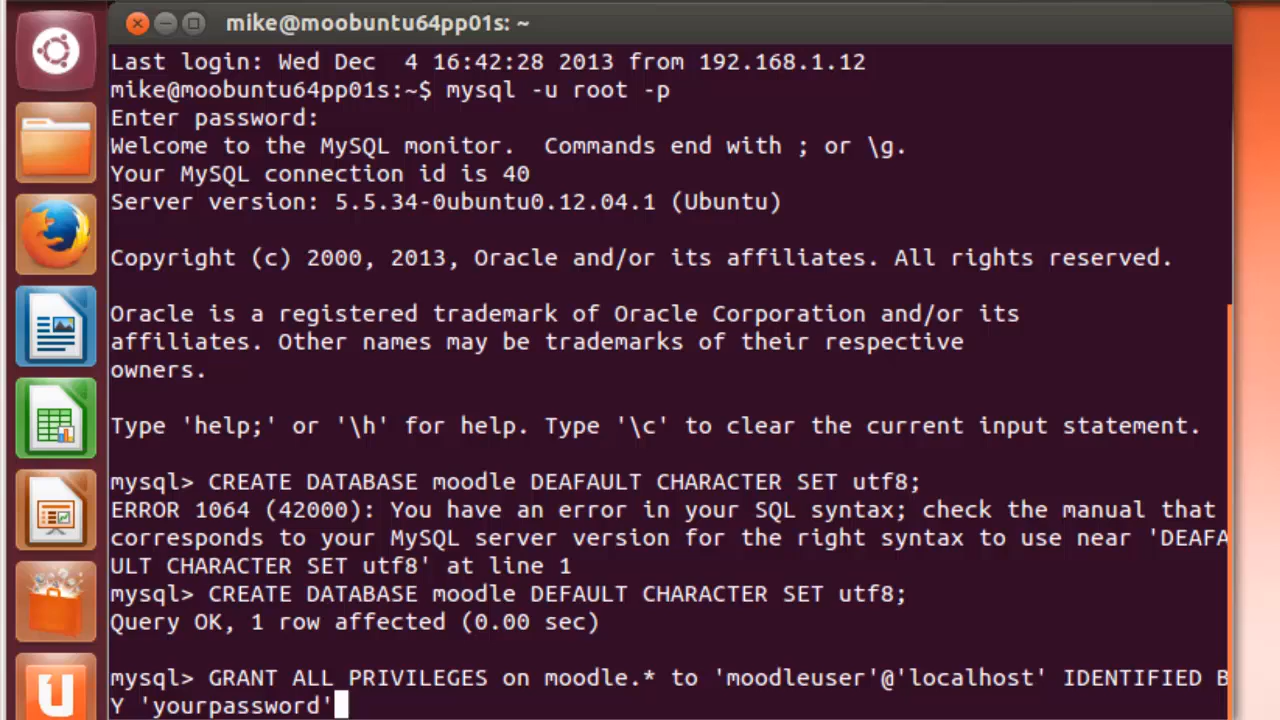 mike@moobuntu64pp01s: ~
Last login: Wed Dec  4 16:42:28 2013 from 192.168.1.12
mike@moobuntu64pp01s:~$ mysql -u root -p
Enter password:
Welcome to the MySQL monitor.  Commands end with ; or \g.
Your MySQL connection id is 40
Server version: 5.5.34-0ubuntu0.12.04.1 (Ubuntu)
Copyright (c) 2000, 2013, Oracle and/or its affiliates. All rights reserved.
Oracle is a registered trademark of Oracle Corporation and/or its
affiliates. Other names may be trademarks of their respective
owners.
Type 'help;' or '\h' for help. Type '\c' to clear the current input statement.
mysql> CREATE DATABASE moodle DEAFAULT CHARACTER SET utf8;
ERROR 1064 (42000): You have an error in your SQL syntax; check the manual that
corresponds to your MySQL server version for the right syntax to use near 'DEAFA
ULT CHARACTER SET utf8' at line 1
mysql> CREATE DATABASE moodle DEFAULT CHARACTER SET utf8;
Query OK, 1 row affected (0.00 sec)
mysql> GRANT ALL PRIVILEGES on moodle.* to 'moodleuser'@'localhost' IDENTIFIED B
Y 'yourpassword'